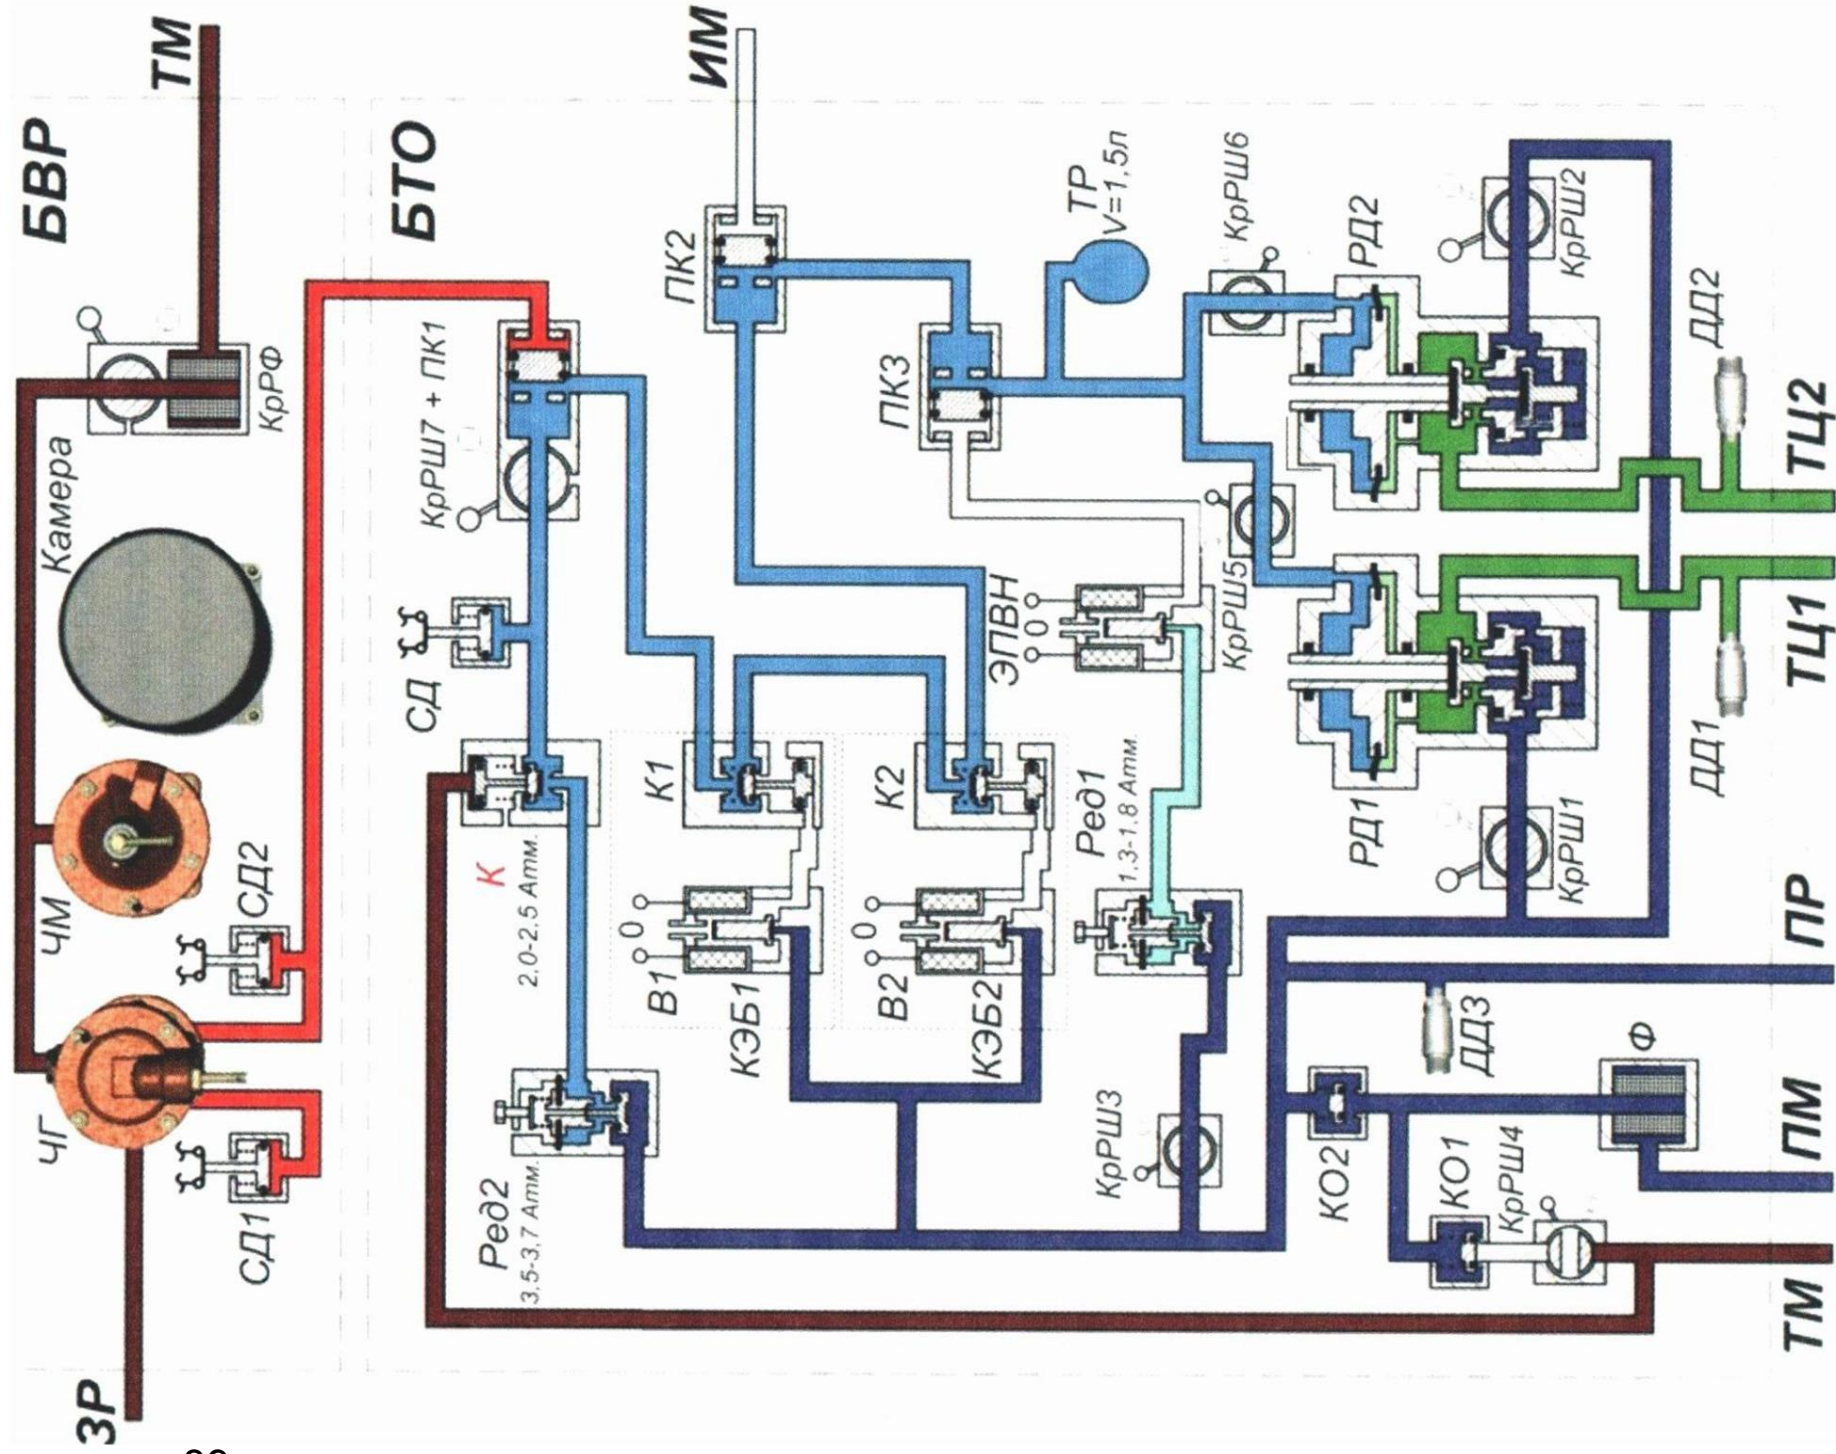 БВР
ТМ
КрРФ
Камера
ЧМ
СД2
ЧГ
СД1
ЗР
БТО
ИМ
КрРШ7 + ПК1
ПК2
ПК3
ТР
V=1,5л
КрРШ6
РД2
КрРШ2
ДД2
ТЦ2
СД
К
2.0-2.5 Атм.
К1
К2
ЭПВН
0
КрРШ5
Ред1
1.3-1.8 Атм.
РД1
КрРШ1
ДД1
ТЦ1
В1
0
КЭБ1
В2
0
КЭБ2
Ред2
3.5-3,7 Атм.
КрРШ3
КО2
КО1
КрРШ4
ДД3
Ф
ПР
ПМ
ТМ